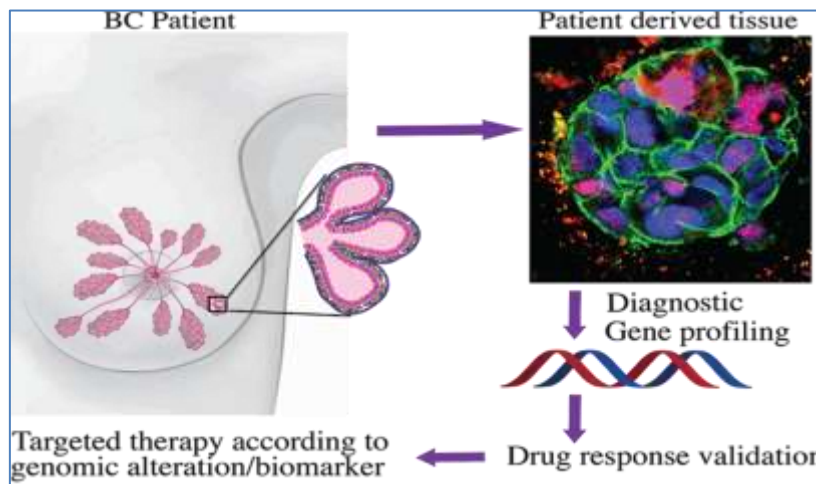 BC Patient
Patient derived tissue
Diagnostic
Gene profiling
Drug response validation
Targeted therapy according to
genomic alteration/biomarker